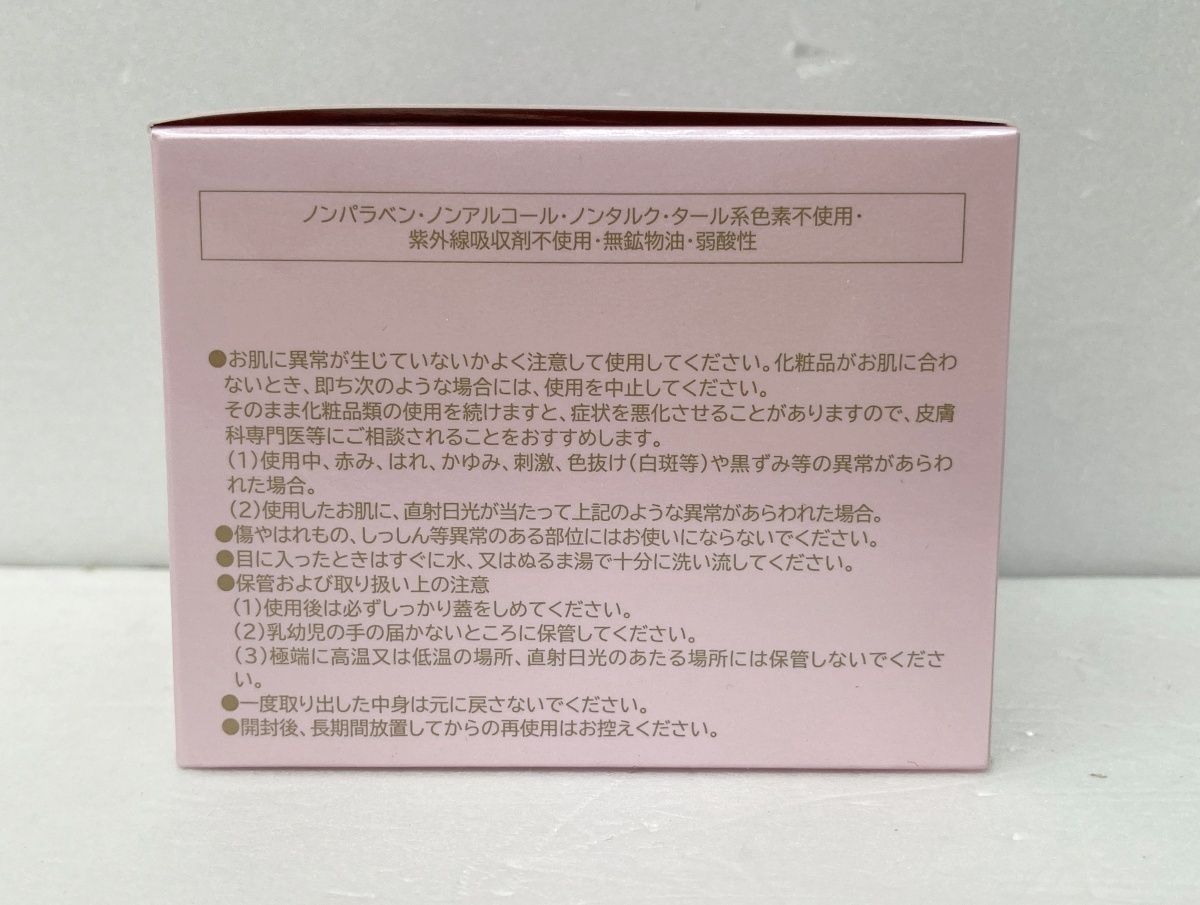 ノンパラベン・ノンアルコール・ノンタルク・タール系色素不使用・
紫外線吸収剤不使用・無鉱物油・弱酸性
●お肌に異常が生じていないかよく注意して使用してください。化粧品がお肌に合わ
ないとき、即ち次のような場合には、使用を中止してください。
そのまま化粧品類の使用を続けますと、症状を悪化させることがありますので、皮膚
科専門医等にご相談されることをおすすめします。
(1)使用中、赤み、はれ、かゆみ、刺激、色抜け(白斑等)や黒ずみ等の異常があらわ
れた場合。
(2)使用したお肌に、直射日光が当たって上記のような異常があらわれた場合。
●傷やはれもの、しっしん等異常のある部位にはお使いにならないでください。
●目に入ったときはすぐに水、又はぬるま湯で十分に洗い流してください。
●保管および取り扱い上の注意
(1)使用後は必ずしっかり蓋をしめてください。
(2)乳幼児の手の届かないところに保管してください。
(3)極端に高温又は低温の場所、直射日光のあたる場所には保管しないでくださ
い。
●一度取り出した中身は元に戻さないでください。
●開封後、長期間放置してからの再使用はお控えください。